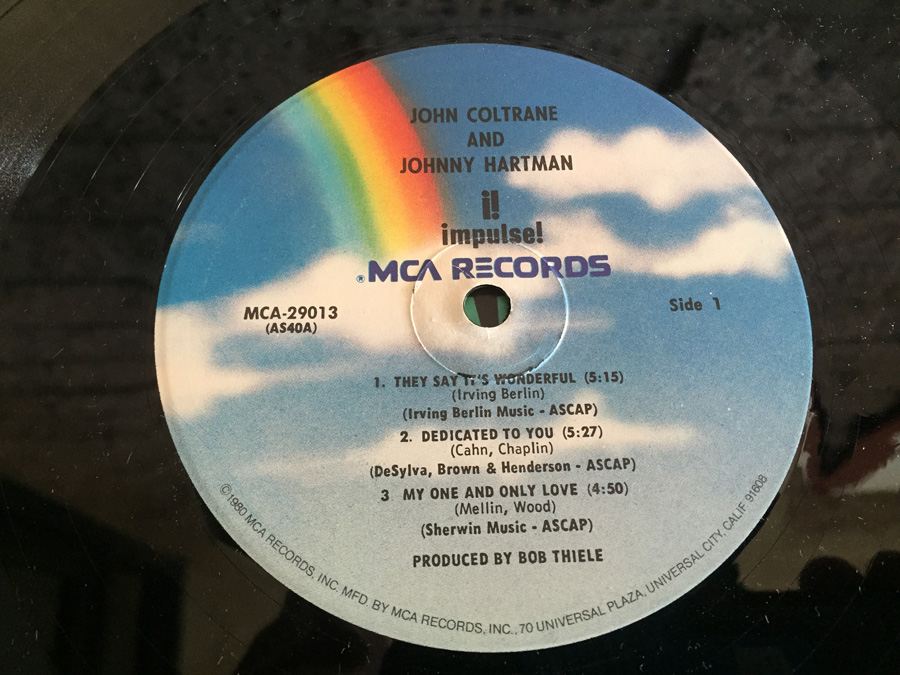 JOHN COLTRANE
AND
JOHNNY HARTMAN
i!
impulse!
®MCA RECORDS
MCA-29013
(AS40A)
Side 1
1. THEY SAY IT'S WONDERFUL (5:15)
(Irving Berlin)
(Irving Berlin Music - ASCAP)
2. DEDICATED TO YOU (5:27)
(Cahn, Chaplin)
(DeSylva, Brown & Henderson - ASCAP)
3 MY ONE AND ONLY LOVE (4:50)
(Mellin, Wood)
(Sherwin Music - ASCAP)
PRODUCED BY BOB THIELE
©1980 MCA RECORDS, INC. MFD. BY MCA RECORDS, INC., 70 UNIVERSAL PLAZA, UNIVERSAL CITY, CALIF. 91608